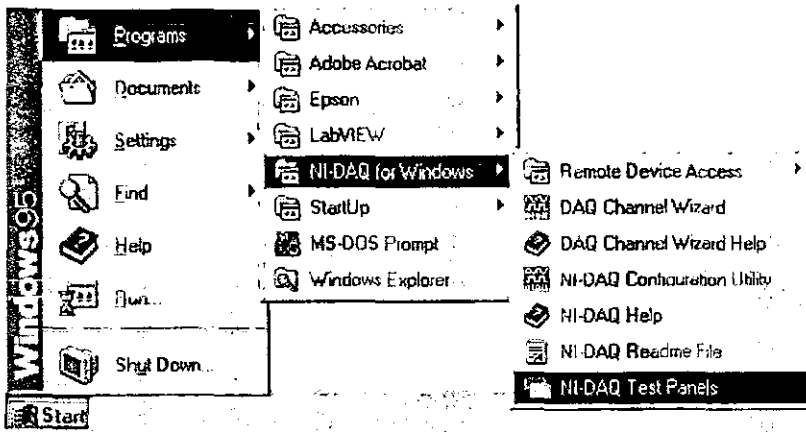 Programs
Documents
Settings
Find
Help
Run...
Shut Down...
Windows95
Start
Accessories
Adobe Acrobat
Epson
LabVIEW
NI-DAQ for Windows
StartUp
MS-DOS Prompt
Windows Explorer
Remote Device Access
DAQ Channel Wizard
DAQ Channel Wizard Help
NI-DAQ Configuration Utility
NI-DAQ Help
NI-DAQ Readme File
NI-DAQ Test Panels